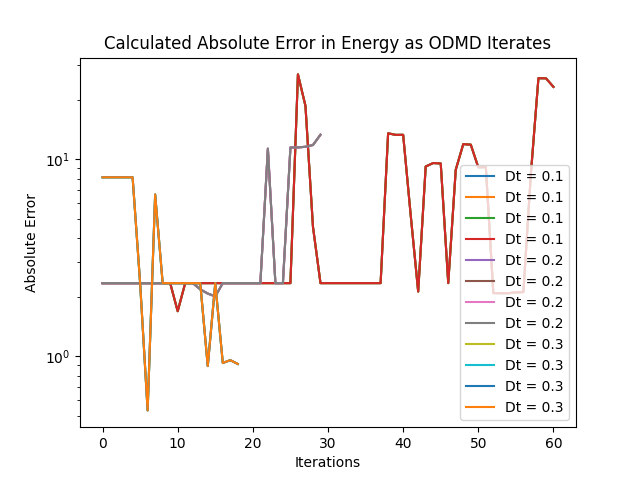 Calculated Absolute Error in Energy as ODMD Iterates
Absolute Error
10¹
10⁰
Dt = 0.1
Dt = 0.1
Dt = 0.1
Dt = 0.1
Dt = 0.2
Dt = 0.2
Dt = 0.2
Dt = 0.2
Dt = 0.3
Dt = 0.3
Dt = 0.3
Dt = 0.3
0 10 20 30 40 50 60
Iterations